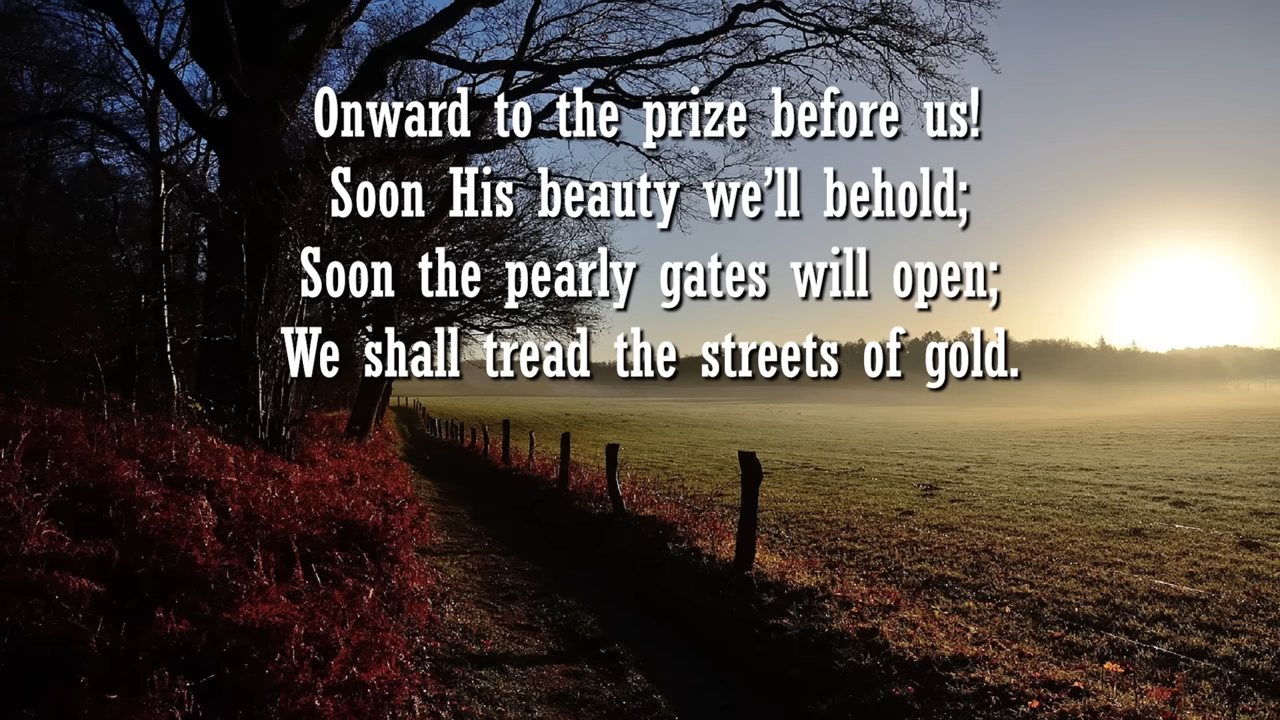 Onward to the prize before us!
Soon His beauty we’ll behold;
Soon the pearly gates will open;
We shall tread the streets of gold.